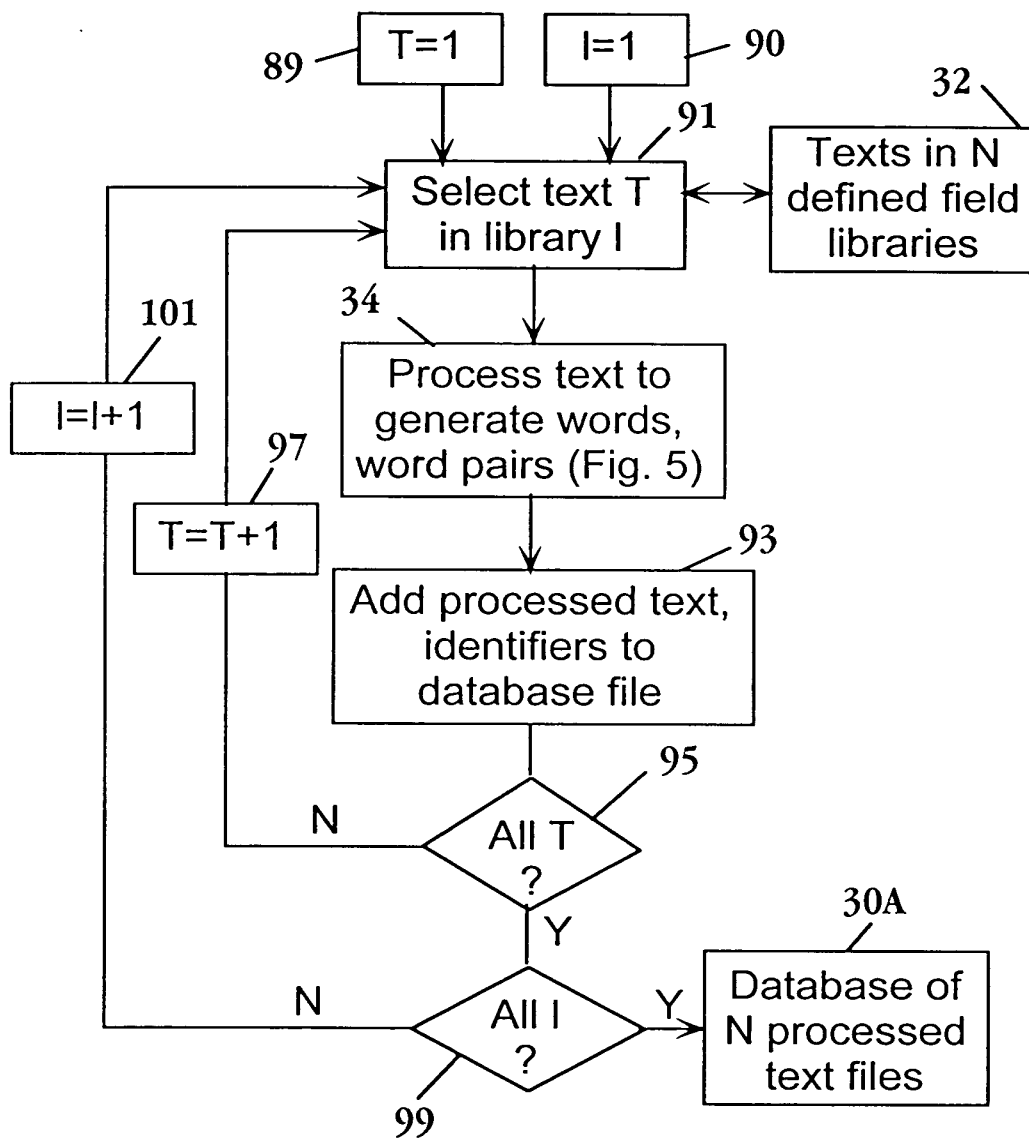 T=1
I=1
89
90
91
32
Select text T
in library I
Texts in N
defined field
libraries
34
101
Process text to
generate words,
word pairs (Fig. 5)
I=I+1
97
T=T+1
93
Add processed text,
identifiers to
database file
95
N
All T
?
Y
30A
N
All I
?
Y
Database of
N processed
text files
99